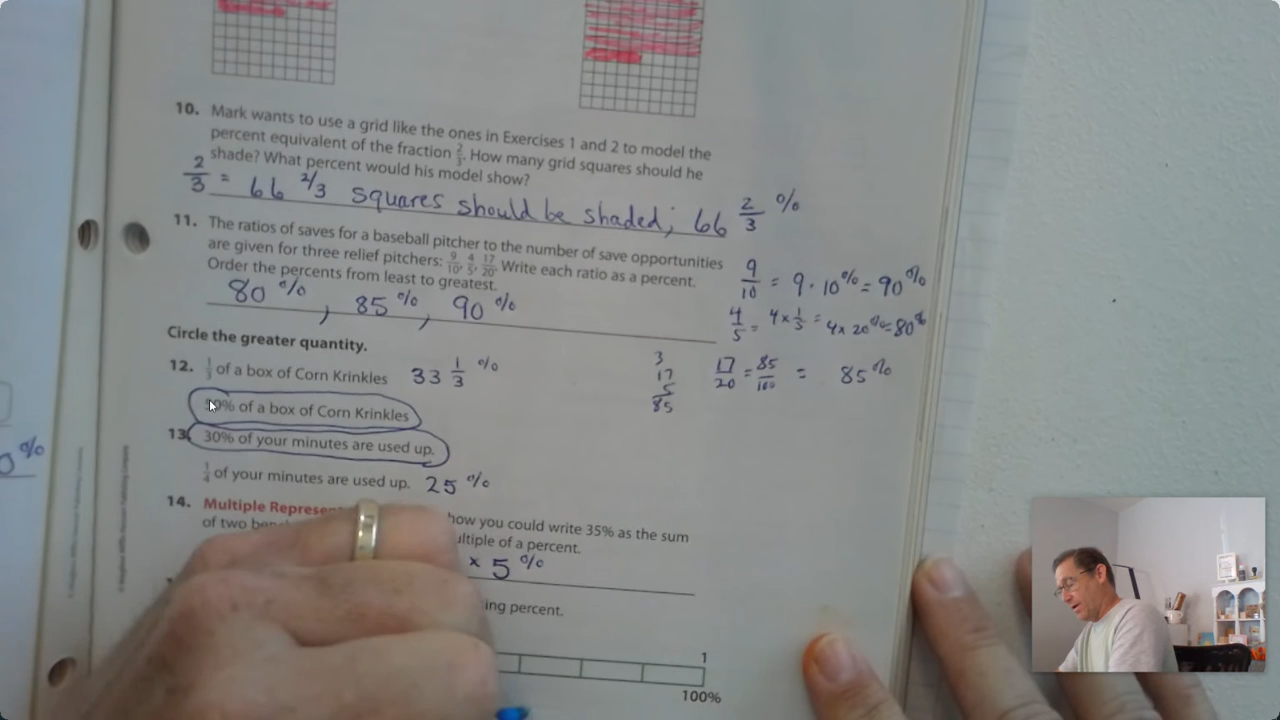 10. Mark wants to use a grid like the ones in Exercises 1 and 2 to model the
percent equivalent of the fraction 2/3. How many grid squares should he
shade? What percent would his model show?
2/3 = 66 2/3 squares should be shaded; 66 2/3 %
11. The ratios of saves for a baseball pitcher to the number of save opportunities
are given for three relief pitchers: 9/10, 4/5, 17/20. Write each ratio as a percent.
Order the percents from least to greatest.
80%, 85%, 90%
9/10 = 9 · 10% = 90%
4/5 = 4 x 1/5 = 4 x 20% = 80%
3
17
5
85
17/20 = 85/100 = 85%
Circle the greater quantity.
12. 1/3 of a box of Corn Krinkles 33 1/3 %
50% of a box of Corn Krinkles
13. 30% of your minutes are used up.
1/4 of your minutes are used up. 25%
14. Multiple how you could write 35% as the sum
of two of a percent.
x 5%
percent.
1
100%